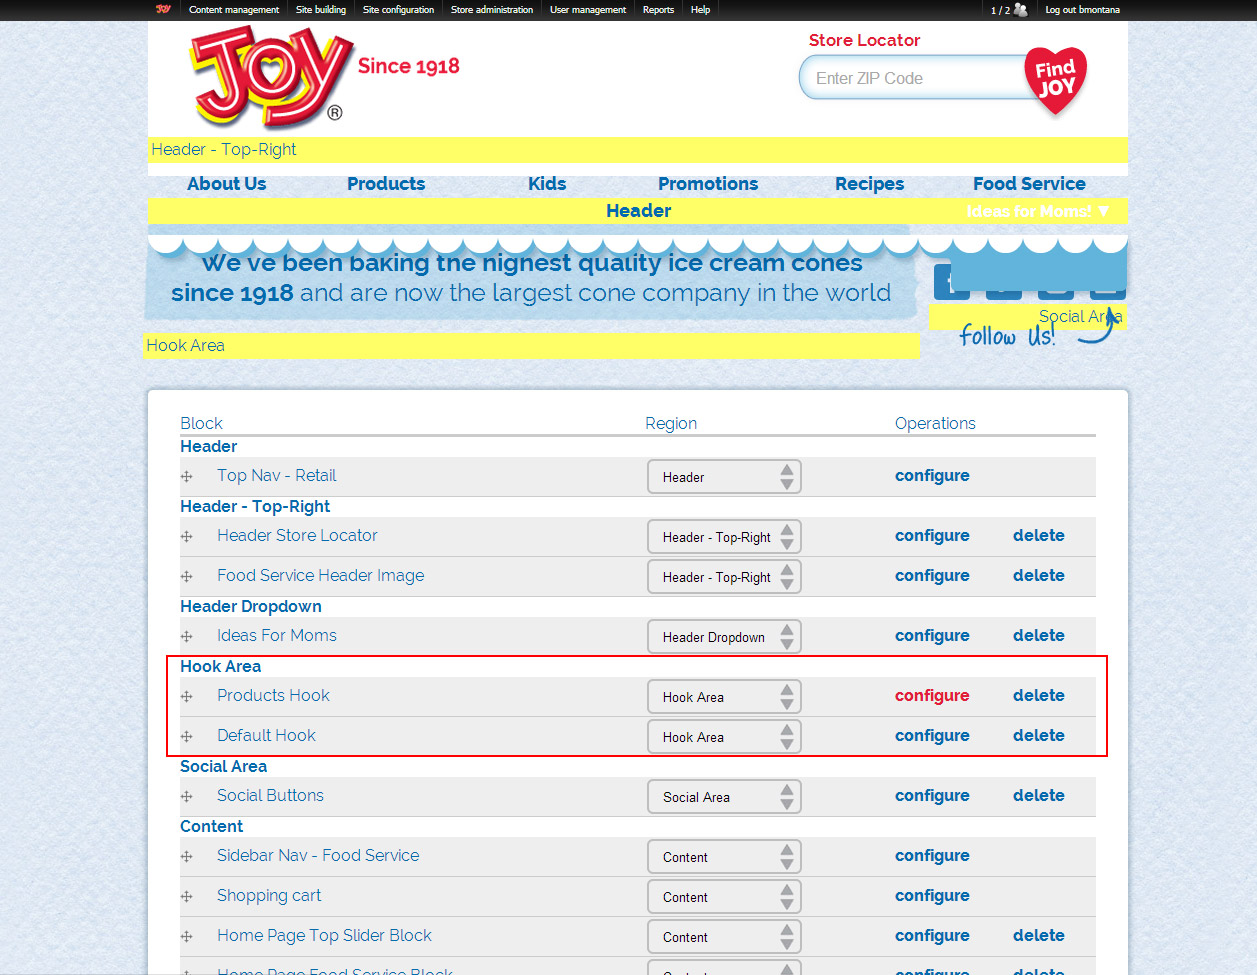 JOY Content management Site building Site configuration Store administration User management Reports Help 1 / 2 Log out bmontana
JOY ® Since 1918
Store Locator
Enter ZIP Code
Find JOY
Header - Top-Right
About Us Products Kids Promotions Recipes Food Service
Header Ideas for Moms! ▼
We've been baking the highest quality ice cream cones
since 1918 and are now the largest cone company in the world
Social Area
follow Us!
Hook Area
Block Region Operations
Header
Top Nav - Retail Header configure
Header - Top-Right
Header Store Locator Header - Top-Right configure delete
Food Service Header Image Header - Top-Right configure delete
Header Dropdown
Ideas For Moms Header Dropdown configure delete
Hook Area
Products Hook Hook Area configure delete
Default Hook Hook Area configure delete
Social Area
Social Buttons Social Area configure delete
Content
Sidebar Nav - Food Service Content configure
Shopping cart Content configure
Home Page Top Slider Block Content configure delete
Home Page Food Service Block Content configure delete